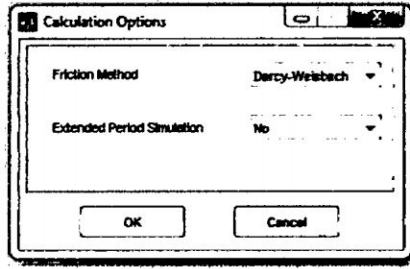 Calculation Options
Friction Method Darcy-Weisbach
Extended Period Simulation No
OK Cancel